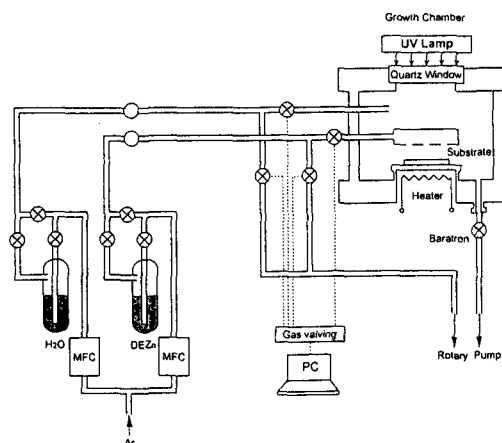 Growth Chamber
UV Lamp
Quartz Window
Substrate
Heater
Baratron
H2O
DEZn
MFC
MFC
Gas valving
PC
Rotary Pump
Ar